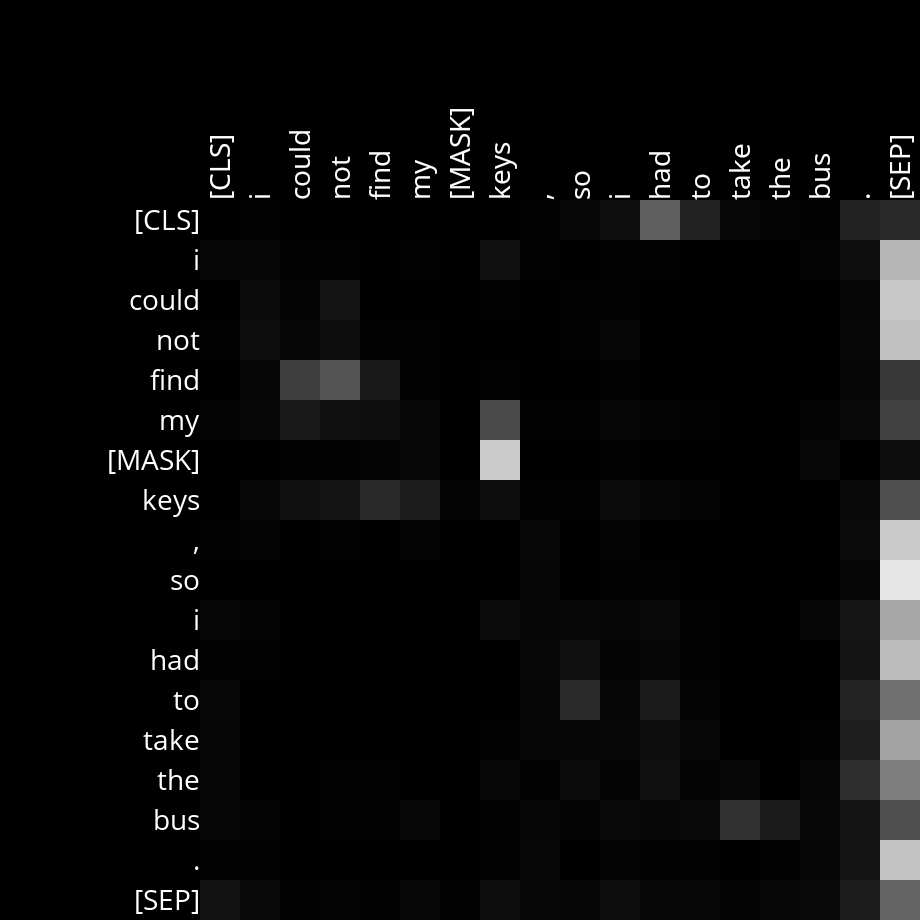 [CLS] i could not find my [MASK] keys , so i had to take the bus . [SEP]
[CLS]
i
could
not
find
my
[MASK]
keys
,
so
i
had
to
take
the
bus
.
[SEP]